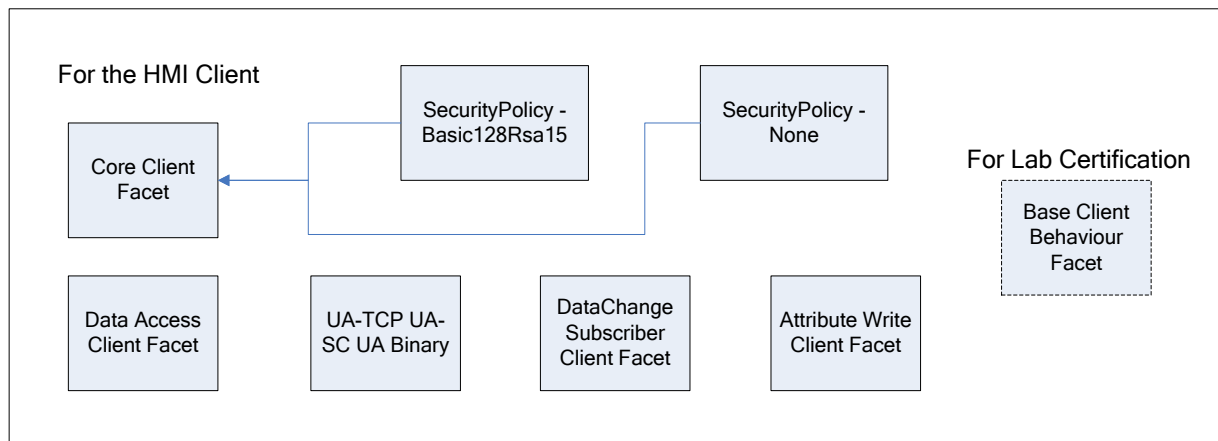 For the HMI Client
SecurityPolicy -
Basic128Rsa15
SecurityPolicy -
None
Core Client
Facet
For Lab Certification
Base Client
Behaviour
Facet
Data Access
Client Facet
UA-TCP UA-
SC UA Binary
DataChange
Subscriber
Client Facet
Attribute Write
Client Facet